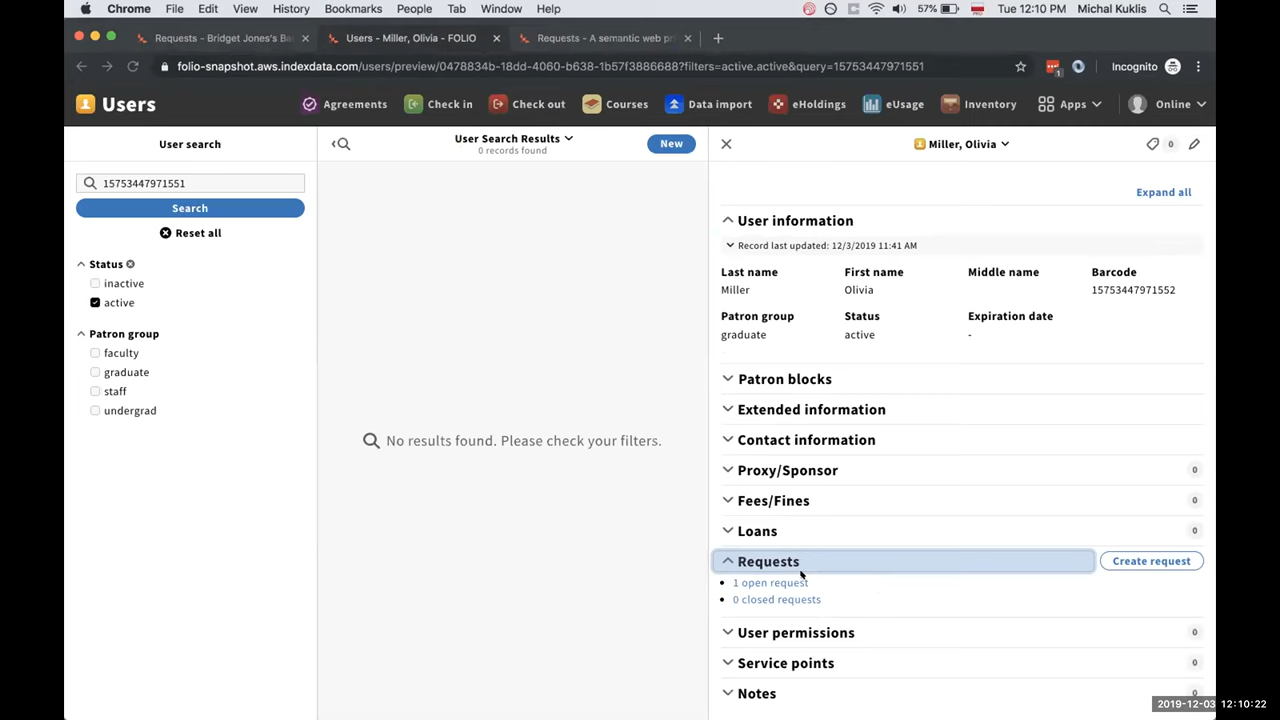 Chrome File Edit View History Bookmarks People Tab Window Help 57% Tue 12:10 PM Michal Kuklis
Requests - Bridget Jones's Ba
Users - Miller, Olivia - FOLIO
Requests - A semantic web pr
folio-snapshot.aws.indexdata.com/users/preview/0478834b-18dd-4060-b638-1b57f3886688?filters=active.active&query=15753447971551
1
Incognito
Users
Agreements Check in Check out Courses Data import eHoldings eUsage Inventory Apps Online
User search
15753447971551
Search
Reset all
Status
inactive
active
Patron group
faculty
graduate
staff
undergrad
User Search Results
0 records found
New
No results found. Please check your filters.
Miller, Olivia
0
Expand all
User information
Record last updated: 12/3/2019 11:41 AM
Last name First name Middle name Barcode
Miller Olivia 15753447971552
Patron group Status Expiration date
graduate active -
Patron blocks
Extended information
Contact information
Proxy/Sponsor 0
Fees/Fines 0
Loans 0
Requests Create request
1 open request
0 closed requests
User permissions 0
Service points 0
Notes 0
2019-12-03 12:10:22